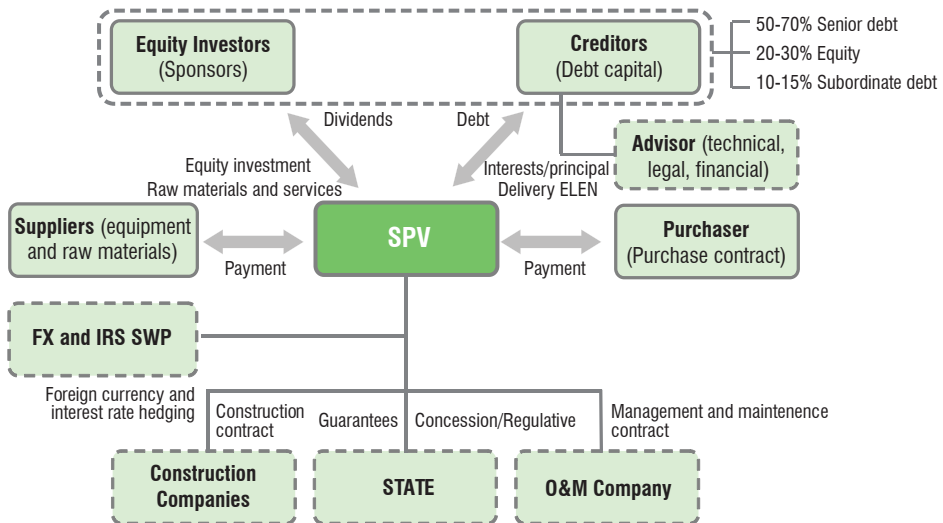 Equity Investors
(Sponsors)
Creditors
(Debt capital)
50-70% Senior debt
20-30% Equity
10-15% Subordinate debt
Dividends
Debt
Advisor (technical,
legal, financial)
Equity investment
Raw materials and services
Interests/principal
Delivery ELEN
Suppliers (equipment
and raw materials)
SPV
Purchaser
(Purchase contract)
Payment
Payment
FX and IRS SWP
Foreign currency and
interest rate hedging
Construction
contract
Guarantees
Concession/Regulative
Management and maintenence
contract
Construction
Companies
STATE
O&M Company